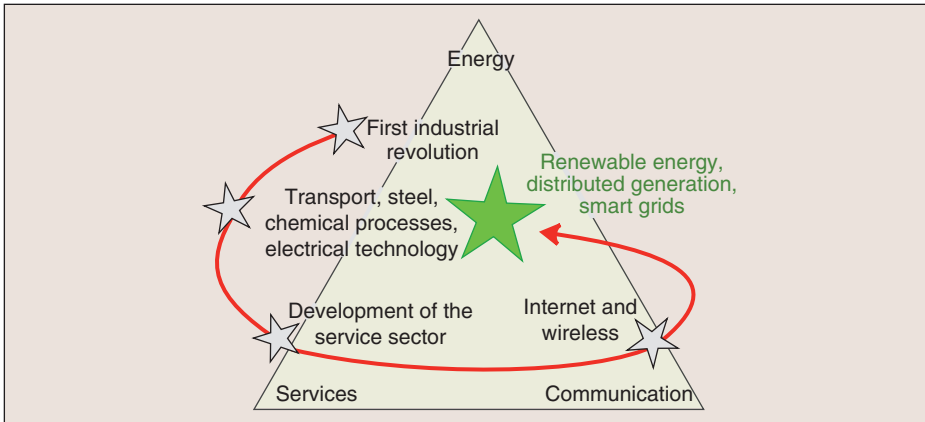 Energy
First industrial
revolution
Renewable energy,
distributed generation,
smart grids
Transport, steel,
chemical processes,
electrical technology
Development of the
service sector
Internet and
wireless
Services
Communication